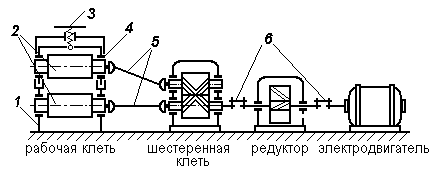 3
2
4
5
6
1
рабочая клеть
шестеренная
клеть
редуктор
электродвигатель